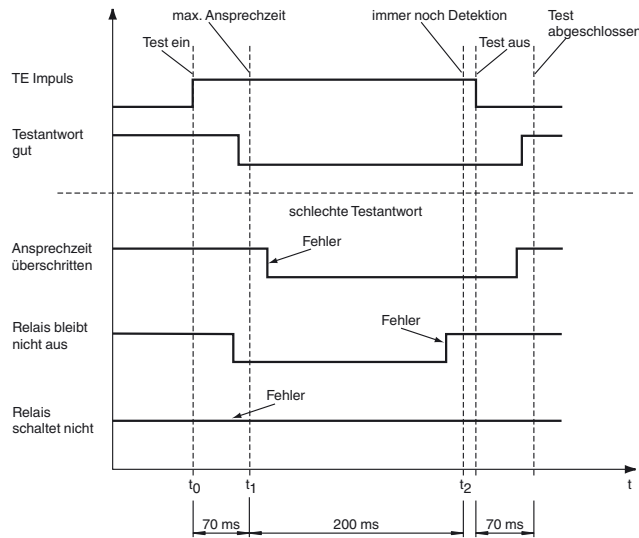 max. Ansprechzeit
immer noch Detektion
Test
abgeschlossen
Test ein
Test aus
TE Impuls
Testantwort
gut
schlechte Testantwort
Ansprechzeit
überschritten
Fehler
Relais bleibt
nicht aus
Fehler
Relais
schaltet nicht
Fehler
t0
t1
t2
t
70 ms
200 ms
70 ms